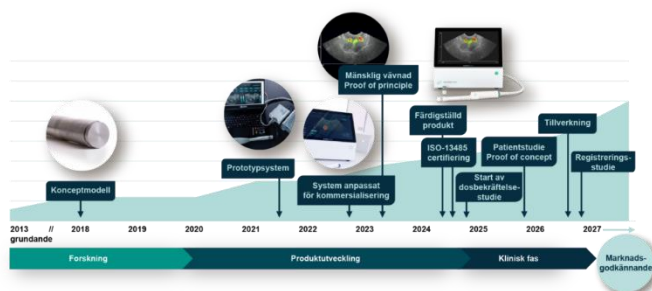 Mänsklig vävnad
Proof of principle
Färdigställd
produkt
Tillverkning
ISO-13485
certifiering
Patientstudie
Proof of concept
Registrerings-
studie
Prototypsystem
Konceptmodell
System anpassat
för kommersialisering
Start av
dosbekräftelse-
studie
2013 // 2018 2019 2020 2021 2022 2023 2024 2025 2026 2027
grundande
Forskning
Produktutveckling
Klinisk fas
Marknads-
godkännande